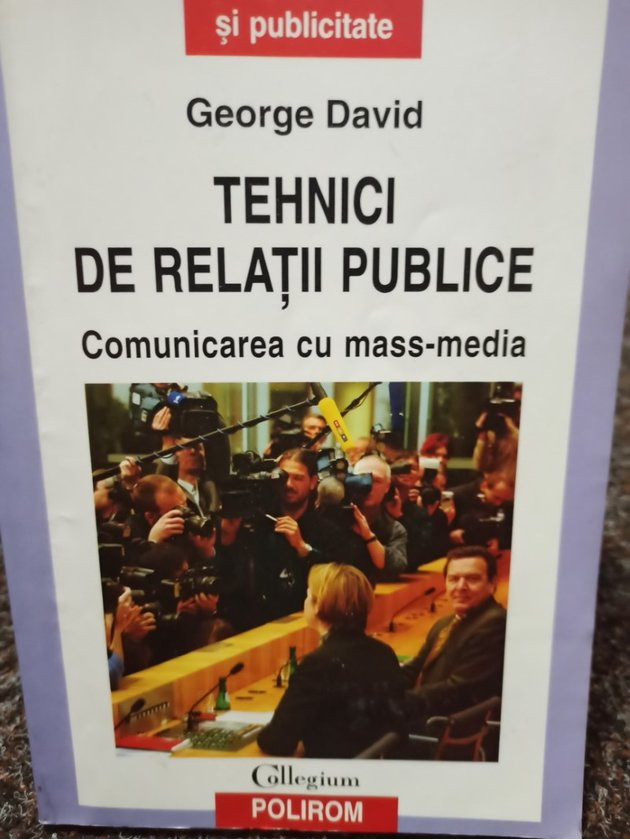 și publicitate
George David
TEHNICI
DE RELAȚII PUBLICE
Comunicarea cu mass-media
Collegium
POLIROM